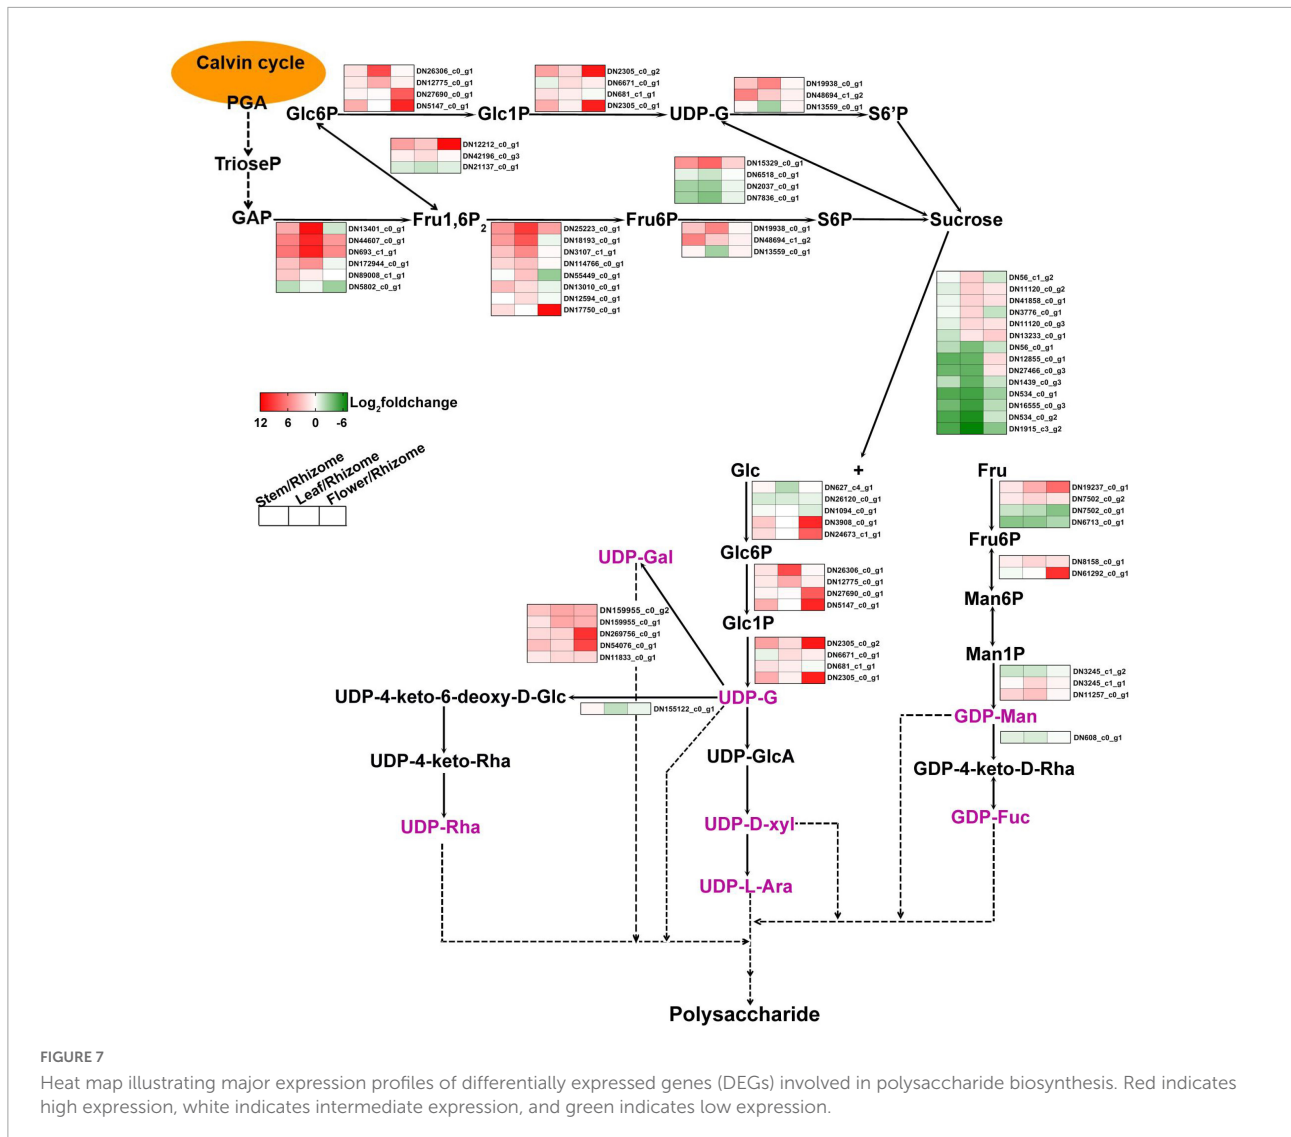 Calvin cycle
PGA
TrioseP
GAP
Glc6P
DN26306_c0_g1
DN12775_c0_g1
DN27690_c0_g1
DN5147_c0_g1
Glc1P
DN2305_c0_g2
DN6671_c0_g1
DN681_c1_g1
DN2305_c0_g1
UDP-G
DN19938_c0_g1
DN48694_c1_g2
DN13559_c0_g1
S6'P
DN12212_c0_g1
DN42196_c0_g3
DN21137_c0_g1
DN15329_c0_g1
DN6518_c0_g1
DN2037_c0_g1
DN7836_c0_g1
DN13401_c0_g1
DN44607_c0_g1
DN693_c1_g1
DN172944_c0_g1
DN89008_c1_g1
DN5802_c0_g1
Fru1,6P2
DN25223_c0_g1
DN18193_c0_g1
DN3107_c1_g1
DN114766_c0_g1
DN55449_c0_g1
DN13010_c0_g1
DN12594_c0_g1
DN17750_c0_g1
Fru6P
DN19938_c0_g1
DN48694_c1_g2
DN13559_c0_g1
S6P
Sucrose
DN56_c1_g2
DN11120_c0_g2
DN41858_c0_g1
DN3776_c0_g1
DN11120_c0_g3
DN13233_c0_g1
DN56_c0_g1
DN12855_c0_g1
DN27466_c0_g3
DN1439_c0_g3
DN534_c0_g1
DN16555_c0_g3
DN534_c0_g2
DN1915_c3_g2
Log2foldchange
12 6 0 -6
Stem/Rhizome
Leaf/Rhizome
Flower/Rhizome
Glc
+
Fru
DN627_c4_g1
DN26120_c0_g1
DN1094_c0_g1
DN3908_c0_g1
DN24673_c1_g1
DN19237_c0_g1
DN7502_c0_g2
DN7502_c0_g1
DN6713_c0_g1
UDP-Gal
Glc6P
Fru6P
DN26306_c0_g1
DN12775_c0_g1
DN27690_c0_g1
DN5147_c0_g1
DN8158_c0_g1
DN61292_c0_g1
Man6P
DN159955_c0_g2
DN159955_c0_g1
DN269756_c0_g1
DN54076_c0_g1
DN11833_c0_g1
Glc1P
DN2305_c0_g2
DN6671_c0_g1
DN681_c1_g1
DN2305_c0_g1
Man1P
DN3245_c1_g2
DN3245_c1_g1
DN11257_c0_g1
UDP-4-keto-6-deoxy-D-Glc
DN155122_c0_g1
UDP-G
GDP-Man
DN608_c0_g1
UDP-4-keto-Rha
UDP-GlcA
GDP-4-keto-D-Rha
UDP-Rha
UDP-D-xyl
GDP-Fuc
UDP-L-Ara
Polysaccharide
FIGURE 7
Heat map illustrating major expression profiles of differentially expressed genes (DEGs) involved in polysaccharide biosynthesis. Red indicates
high expression, white indicates intermediate expression, and green indicates low expression.